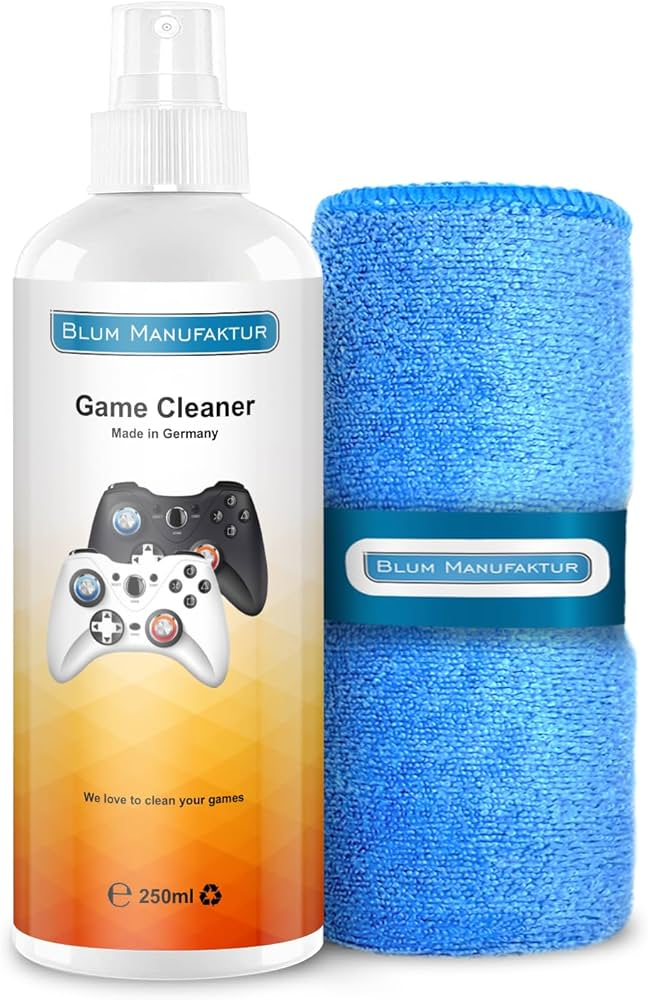 BLUM MANUFAKTUR
Game Cleaner
Made in Germany
We love to clean your games
℮ 250ml
BLUM MANUFAKTUR